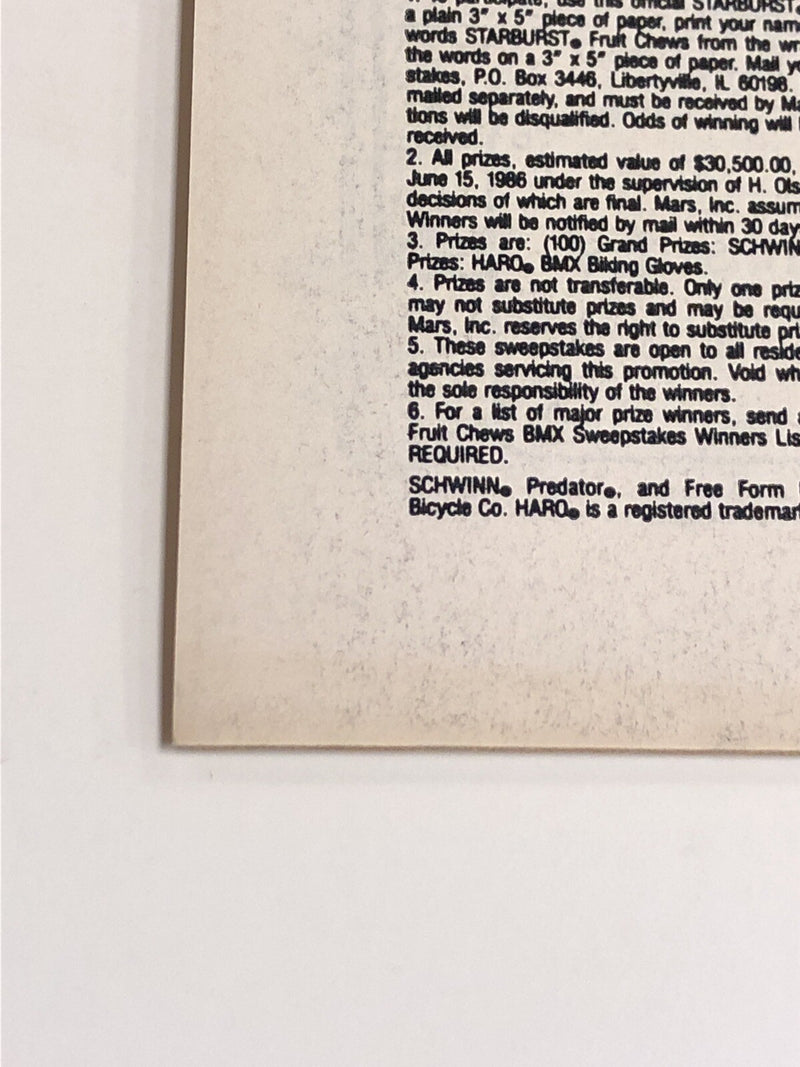 to participate, use this official STARBURST®
a plain 3" x 5" piece of paper, print your nam
words STARBURST® Fruit Chews from the wr
the words on a 3" x 5" piece of paper. Mail yo
stakes, P.O. Box 3446, Libertyville, IL 60198.
mailed separately, and must be received by Ma
tions will be disqualified. Odds of winning will
received.
2. All prizes, estimated value of $30,500.00,
June 15, 1986 under the supervision of H. Ols
decisions of which are final. Mars, Inc. assum
Winners will be notified by mail within 30 day
3. Prizes are: (100) Grand Prizes: SCHWIN
Prizes: HARO® BMX Biking Gloves.
4. Prizes are not transferable. Only one priz
may not substitute prizes and may be requ
Mars, Inc. reserves the right to substitute pri
5. These sweepstakes are open to all reside
agencies servicing this promotion. Void wh
the sole responsibility of the winners.
6. For a list of major prize winners, send a
Fruit Chews BMX Sweepstakes Winners Lis
REQUIRED.
SCHWINN® Predator®, and Free Form
Bicycle Co. HARO® is a registered trademar